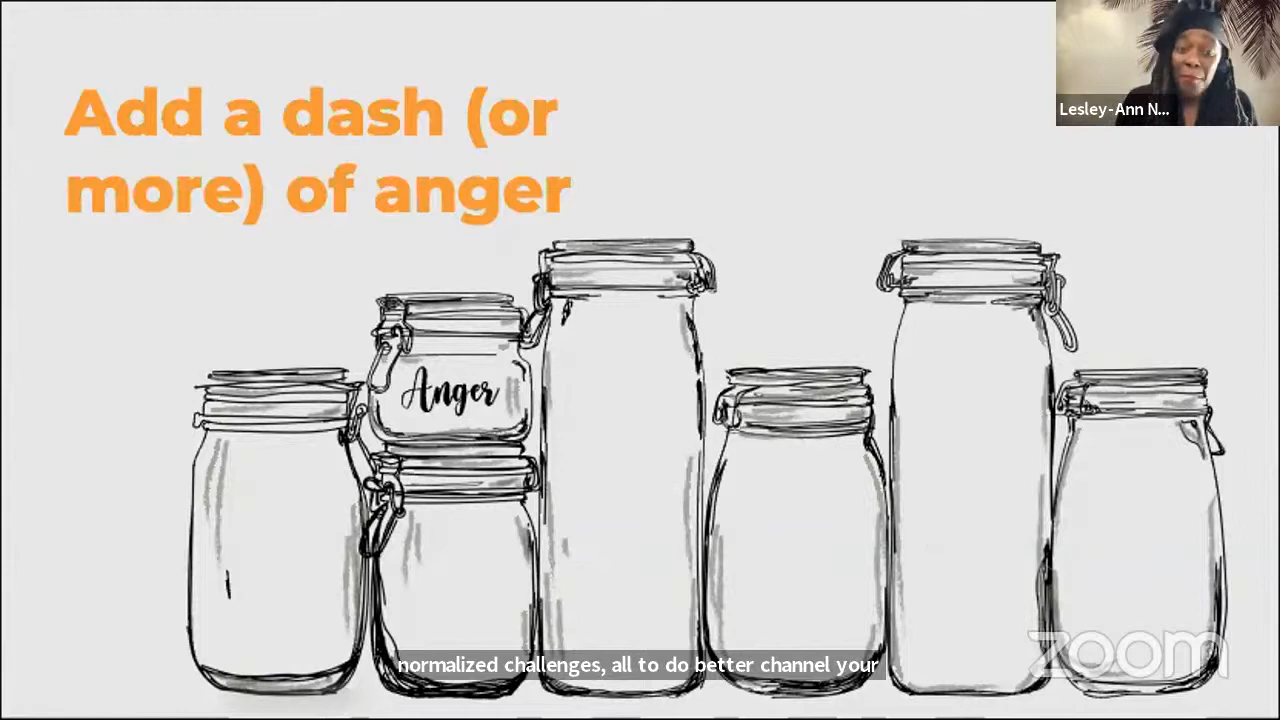 Add a dash (or
more) of anger
Lesley-Ann N...
Anger
normalized challenges, all to do better channel your
zoom